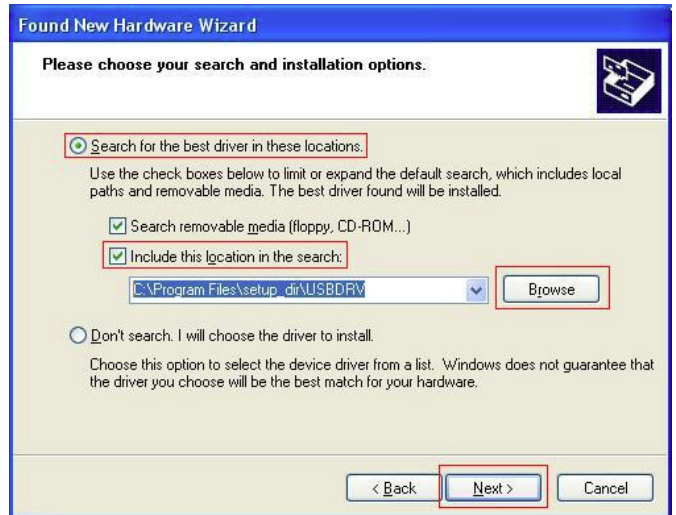 Found New Hardware Wizard
Please choose your search and installation options.
Search for the best driver in these locations.
Use the check boxes below to limit or expand the default search, which includes local
paths and removable media. The best driver found will be installed.
Search removable media (floppy, CD-ROM...)
Include this location in the search:
C:\Program Files\setup_dir\USBDRV
Browse
Don't search. I will choose the driver to install.
Choose this option to select the device driver from a list. Windows does not guarantee that
the driver you choose will be the best match for your hardware.
< Back Next > Cancel